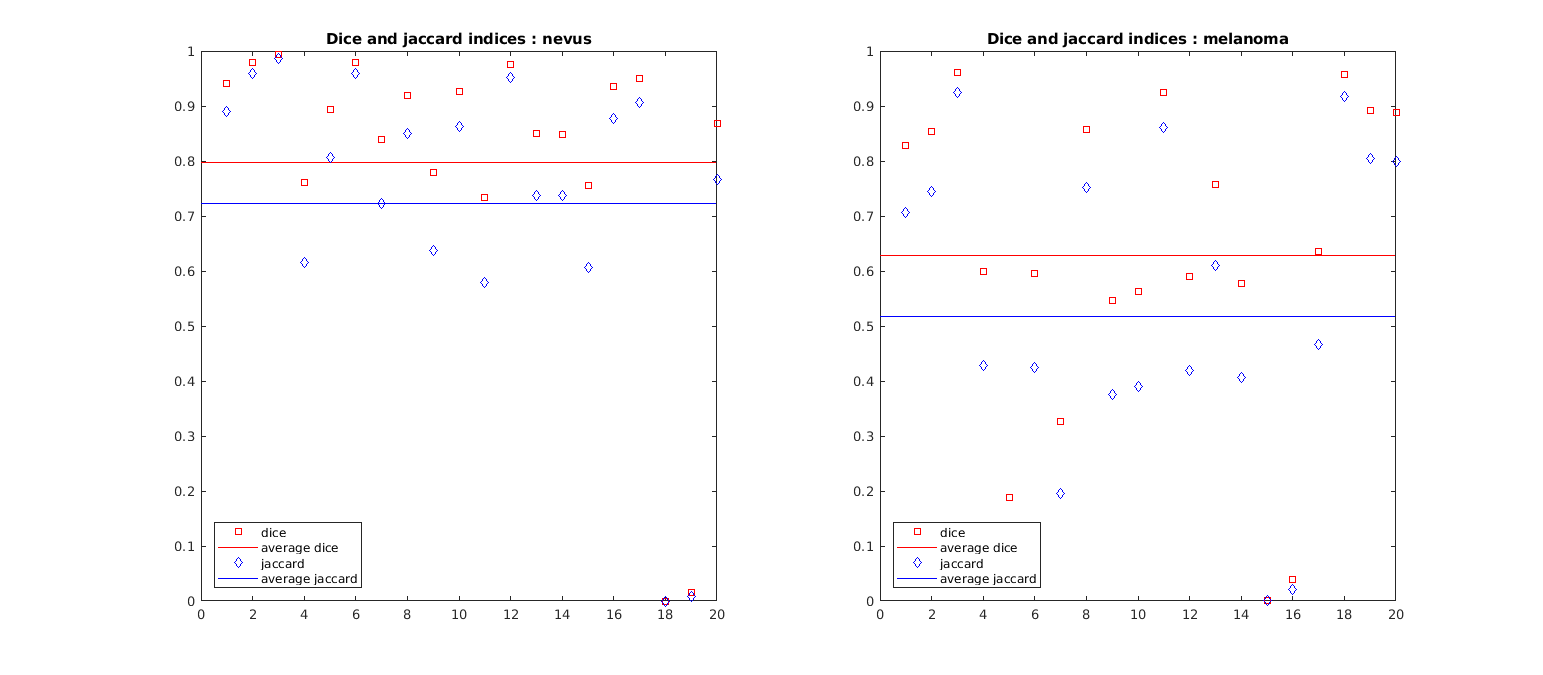 Dice and jaccard indices : nevus
1
0.9
0.8
0.7
0.6
0.5
0.4
0.3
0.2
0.1
0
dice
average dice
jaccard
average jaccard
0 2 4 6 8 10 12 14 16 18 20
Dice and jaccard indices : melanoma
1
0.9
0.8
0.7
0.6
0.5
0.4
0.3
0.2
0.1
0
dice
average dice
jaccard
average jaccard
0 2 4 6 8 10 12 14 16 18 20